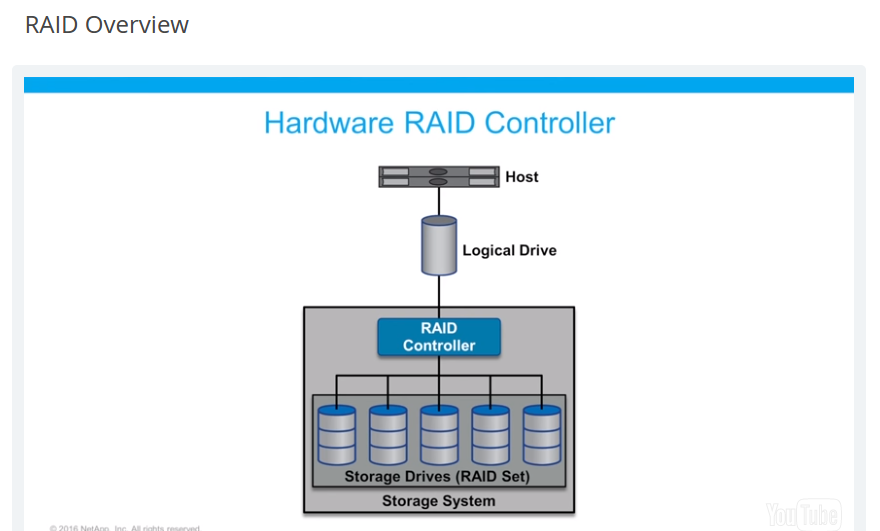 RAID Overview
Hardware RAID Controller
Host
Logical Drive
RAID
Controller
Storage Drives (RAID Set)
Storage System
© 2016 NetApp, Inc. All rights reserved
YouTube